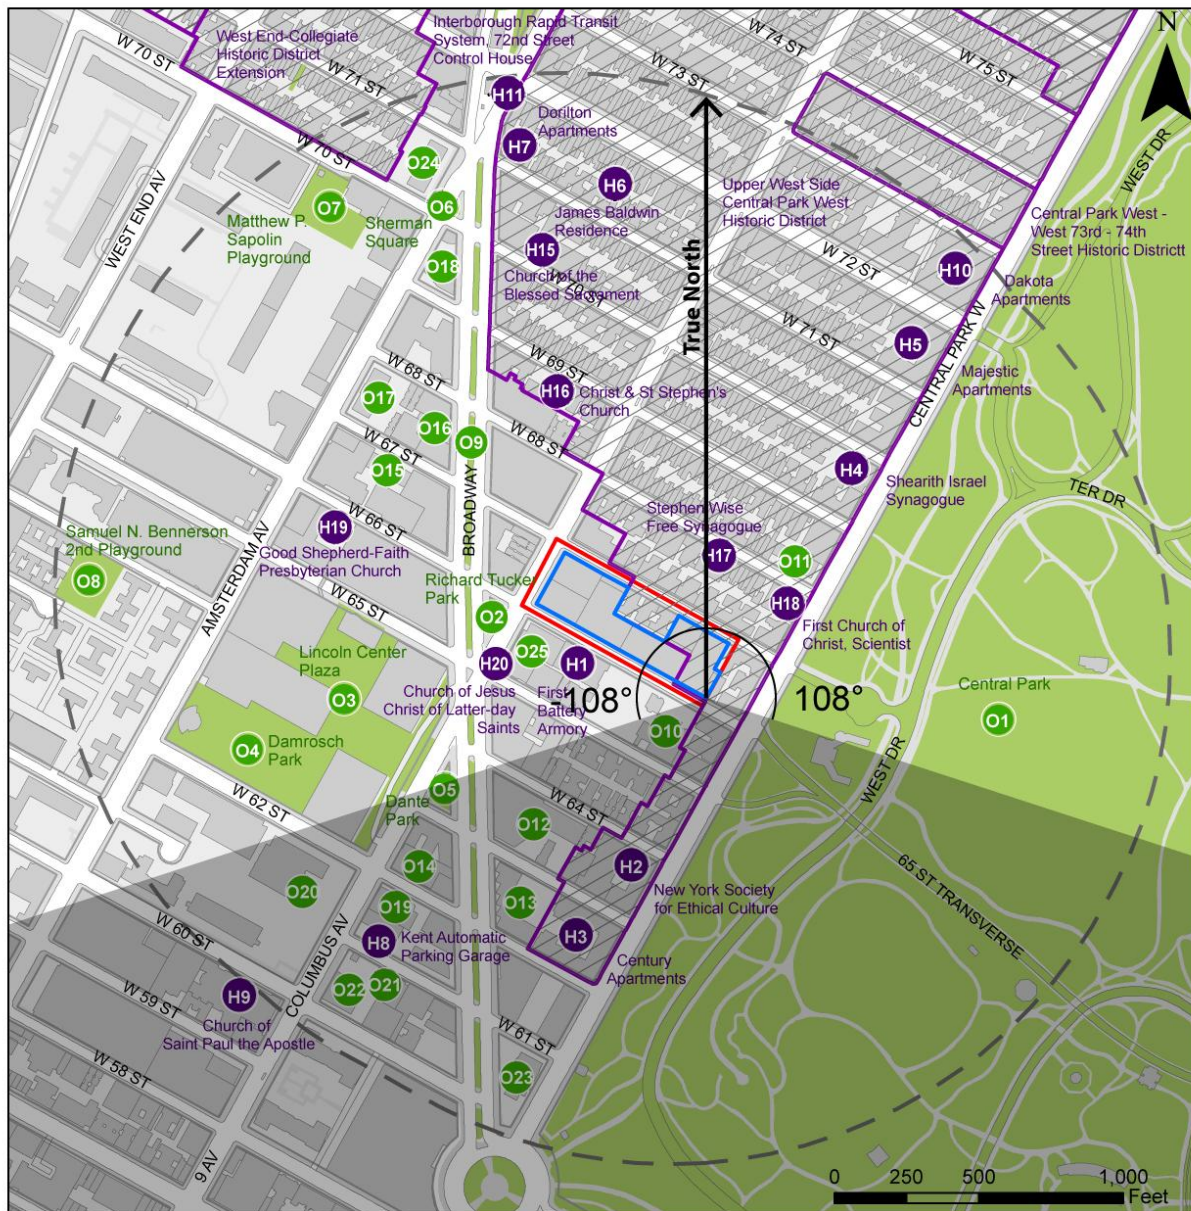 Interborough Rapid Transit
System, 72nd Street
Control House
West End-Collegiate
Historic District
Extension
N
W 70 ST
W 71 ST
W 74 ST
W 73 ST
W 75 ST
WEST DR
H11
Dorilton
Apartments
H7
W 70 ST
O24
O7
O6
H6
James Baldwin
Residence
Upper West Side
Central Park West
Historic District
Matthew P.
Sapolin
Playground
Sherman
Square
WEST END AV
Central Park West -
West 73rd - 74th
Street Historic Districtt
H15
Church of the
Blessed Sacrament
W 70 ST
O18
W 72 ST
H10
Dakota
Apartments
True North
W 71 ST
H5
Majestic
Apartments
CENTRAL PARK W
W 69 ST
W 68 ST
H16
Christ & St Stephen's
Church
O17
O16
O9
W 67 ST
W 68 ST
O15
H4
Shearith Israel
Synagogue
TER DR
BROADWAY
W 66 ST
H19
Good Shepherd-Faith
Presbyterian Church
Stephen Wise
Free Synagogue
H17
O11
Samuel N. Bennerson
2nd Playground
O8
AMSTERDAM AV
W 65 ST
Richard Tucker
Park
O2
H18
First Church of
Christ, Scientist
Lincoln Center
Plaza
O3
H20
O25
H1
Church of Jesus
Christ of Latter-day
Saints
First
Battery
Armory
-108°
108°
Central Park
O1
O10
O4
Damrosch
Park
WEST DR
O5
Dante
Park
W 62 ST
W 64 ST
O12
O14
H2
New York Society
for Ethical Culture
65 ST TRANSVERSE
O20
O19
O13
H8
Kent Automatic
Parking Garage
H3
Century
Apartments
W 60 ST
COLUMBUS AV
O22
O21
H9
Church of
Saint Paul the Apostle
W 59 ST
W 61 ST
W 58 ST
O23
9 AV
0 250 500 1,000
Feet